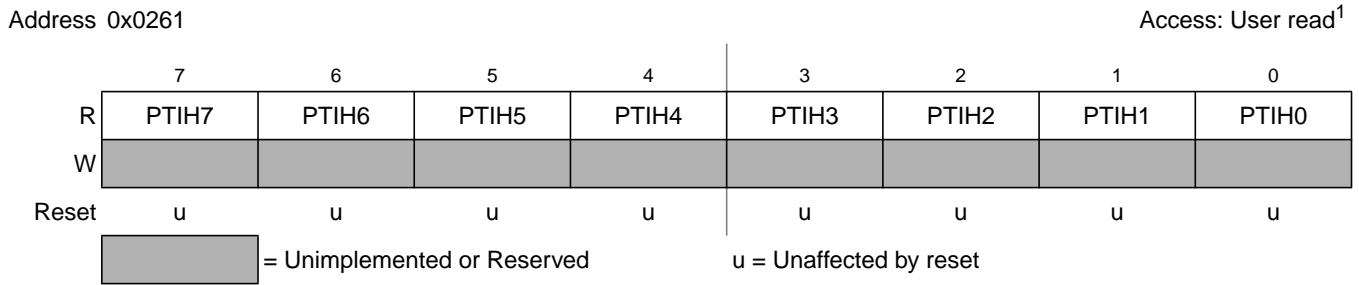 Address 0x0261 Access: User read1
7 6 5 4 3 2 1 0
R PTIH7 PTIH6 PTIH5 PTIH4 PTIH3 PTIH2 PTIH1 PTIH0
W
Reset u u u u u u u u
= Unimplemented or Reserved u = Unaffected by reset